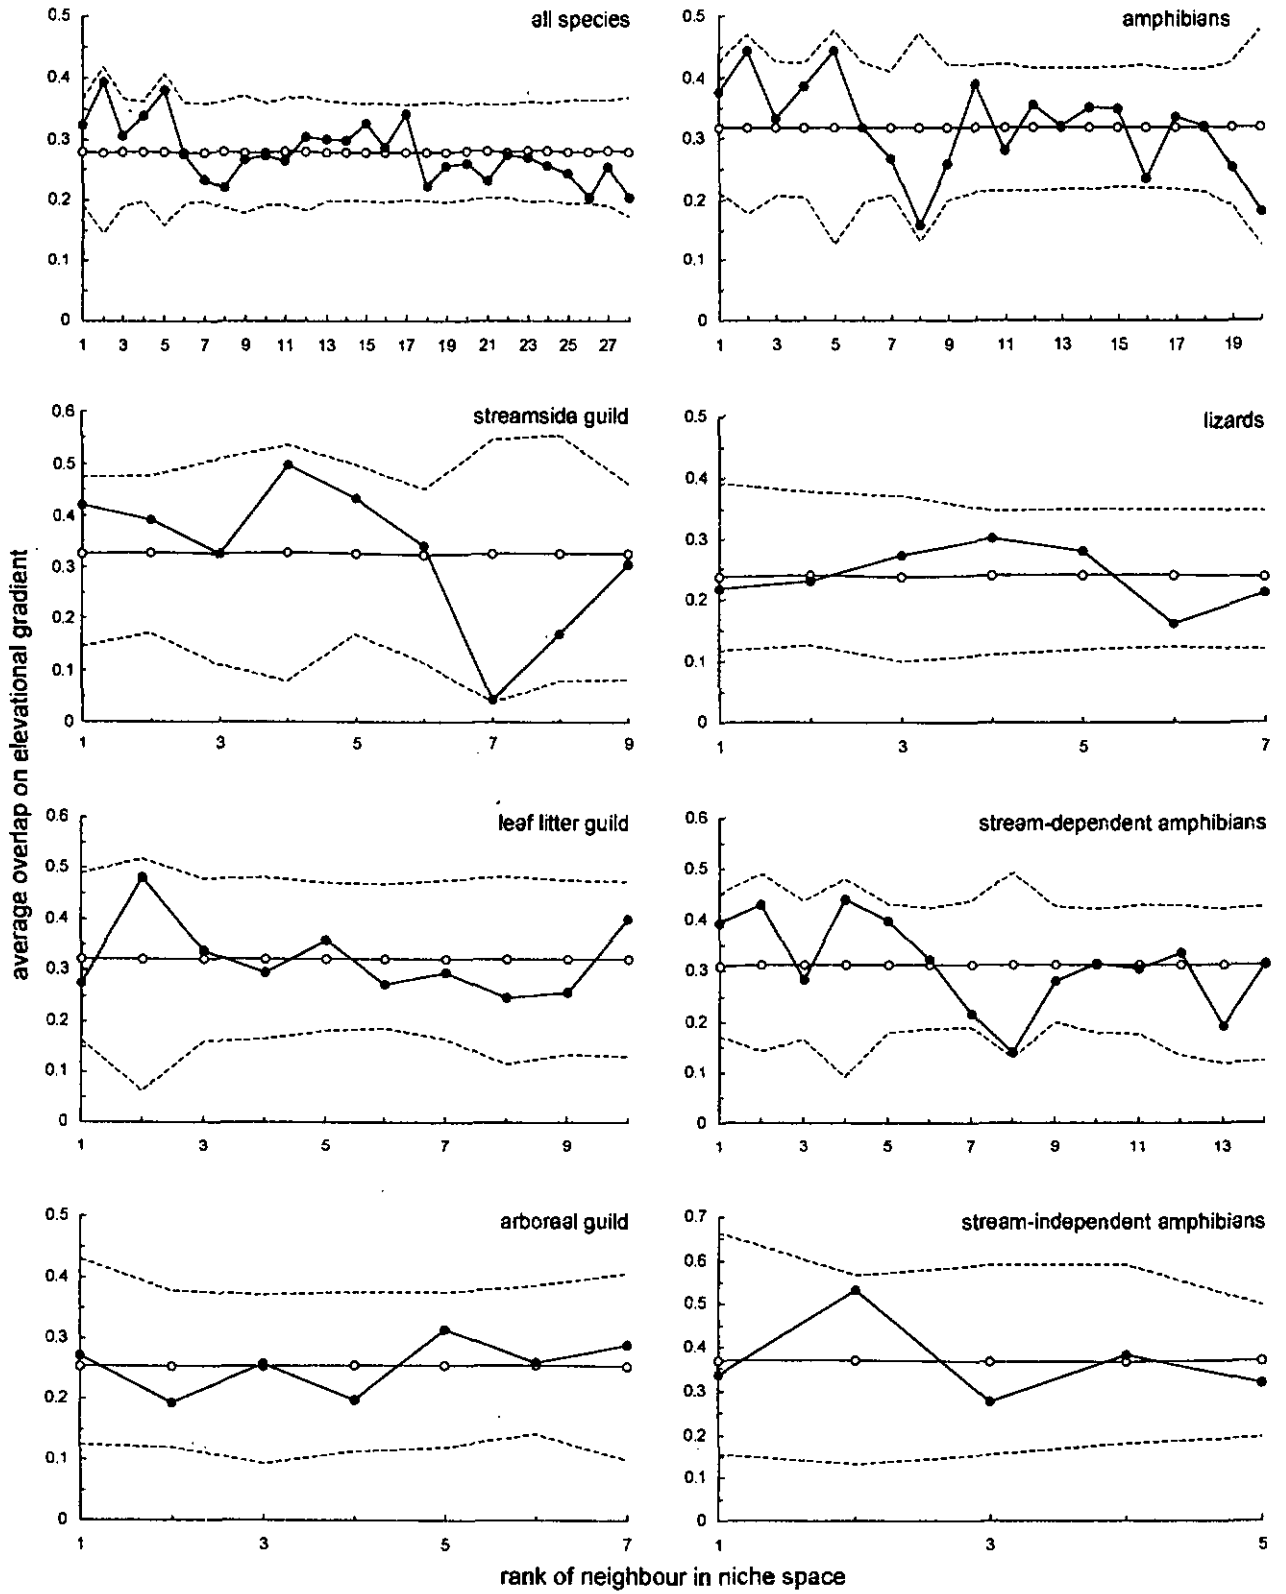 all species
0.5
0.4
0.3
0.2
0.1
0
1 3 5 7 9 11 13 15 17 19 21 23 25 27
amphibians
0.5
0.4
0.3
0.2
0.1
0
1 3 5 7 9 11 13 15 17 19
streamside guild
0.6
0.5
0.4
0.3
0.2
0.1
0
1 3 5 7 9
lizards
0.5
0.4
0.3
0.2
0.1
0
1 3 5 7
leaf litter guild
0.6
0.5
0.4
0.3
0.2
0.1
0
1 3 5 7 9
stream-dependent amphibians
0.6
0.5
0.4
0.3
0.2
0.1
0
1 3 5 7 9 11 13
arboreal guild
0.5
0.4
0.3
0.2
0.1
0
1 3 5 7
stream-independent amphibians
0.7
0.6
0.5
0.4
0.3
0.2
0.1
0
1 3 5
average overlap on elevational gradient
rank of neighbour in niche space